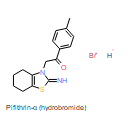 O
Br⁻ H⁺
N
NH
S
Pifithrin-α (hydrobromide)